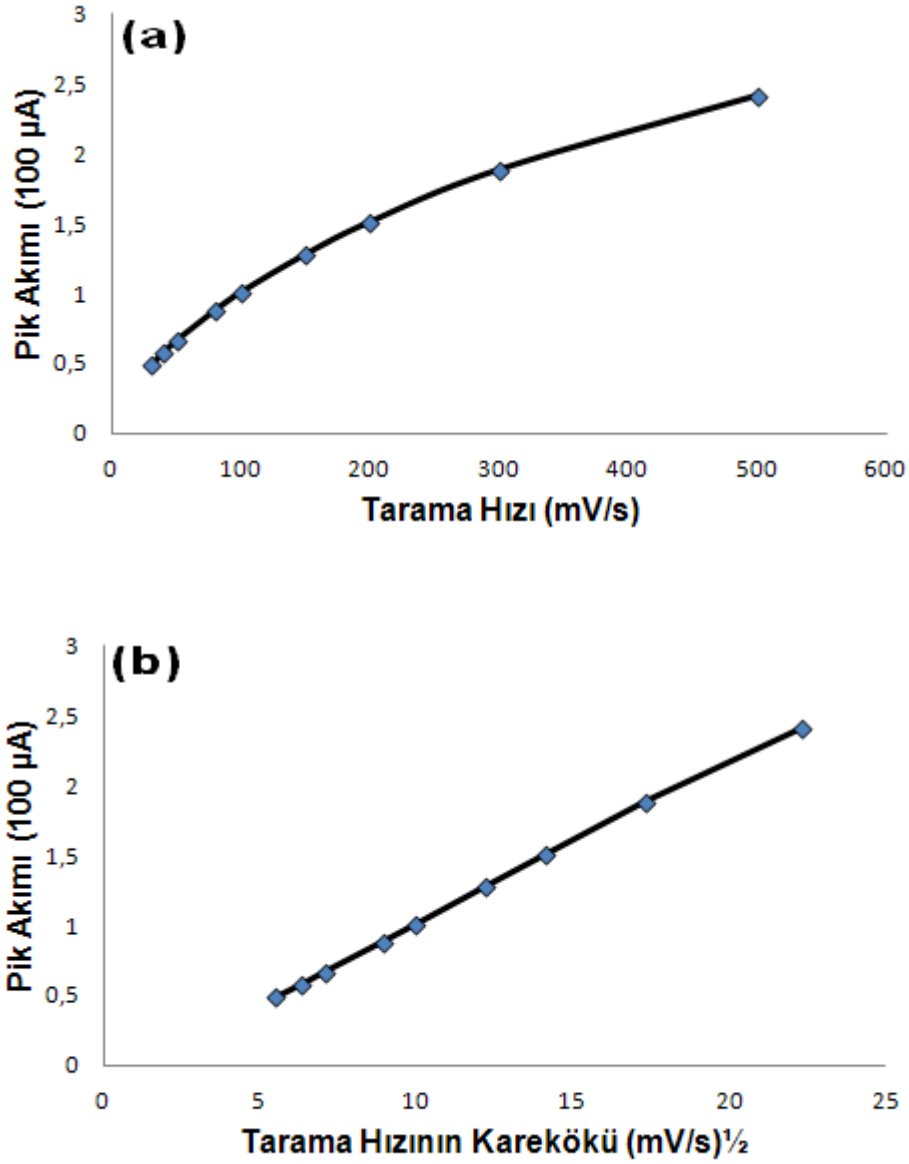 (a)
Pik Akımı (100 µA)
3
2,5
2
1,5
1
0,5
0
0 100 200 300 400 500 600
Tarama Hızı (mV/s)
(b)
Pik Akımı (100 µA)
3
2,5
2
1,5
1
0,5
0
0 5 10 15 20 25
Tarama Hızının Karekökü (mV/s)½